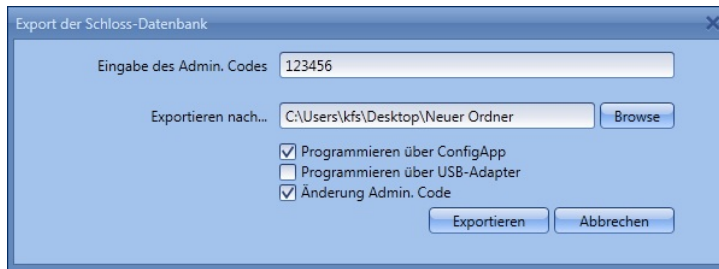 Export der Schloss-Datenbank
Eingabe des Admin. Codes 123456
Exportieren nach... C:\Users\kfs\Desktop\Neuer Ordner Browse
Programmieren über ConfigApp
Programmieren über USB-Adapter
Änderung Admin. Code
Exportieren Abbrechen